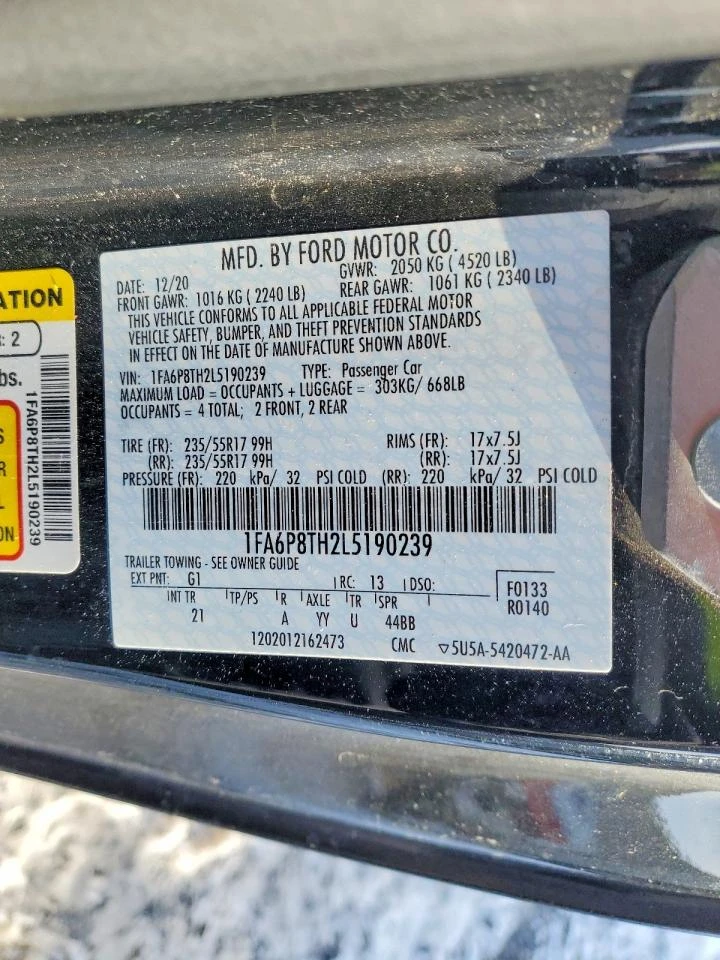 MFD. BY FORD MOTOR CO.
DATE: 12/20 GVWR: 2050 KG ( 4520 LB)
FRONT GAWR: 1016 KG ( 2240 LB) REAR GAWR: 1061 KG ( 2340 LB)
THIS VEHICLE CONFORMS TO ALL APPLICABLE FEDERAL MOTOR
VEHICLE SAFETY, BUMPER, AND THEFT PREVENTION STANDARDS
IN EFFECT ON THE DATE OF MANUFACTURE SHOWN ABOVE.
VIN: 1FA6P8TH2L5190239 TYPE: Passenger Car
MAXIMUM LOAD = OCCUPANTS + LUGGAGE = 303KG/ 668LB
OCCUPANTS = 4 TOTAL; 2 FRONT, 2 REAR
TIRE (FR): 235/55R17 99H RIMS (FR): 17x7.5J
(RR): 235/55R17 99H (RR): 17x7.5J
PRESSURE (FR): 220 kPa/ 32 PSI COLD (RR): 220 kPa/ 32 PSI COLD
1FA6P8TH2L5190239
TRAILER TOWING - SEE OWNER GUIDE
EXT PNT: G1 RC: 13 DSO: F0133
R0140
INT TR TP/PS R AXLE TR SPR
21 A YY U 44BB
1202012162473 CMC ▽5U5A-5420472-AA
ATION
: 2
bs.
S
R
L
ON
1FA6P8TH2L5190239